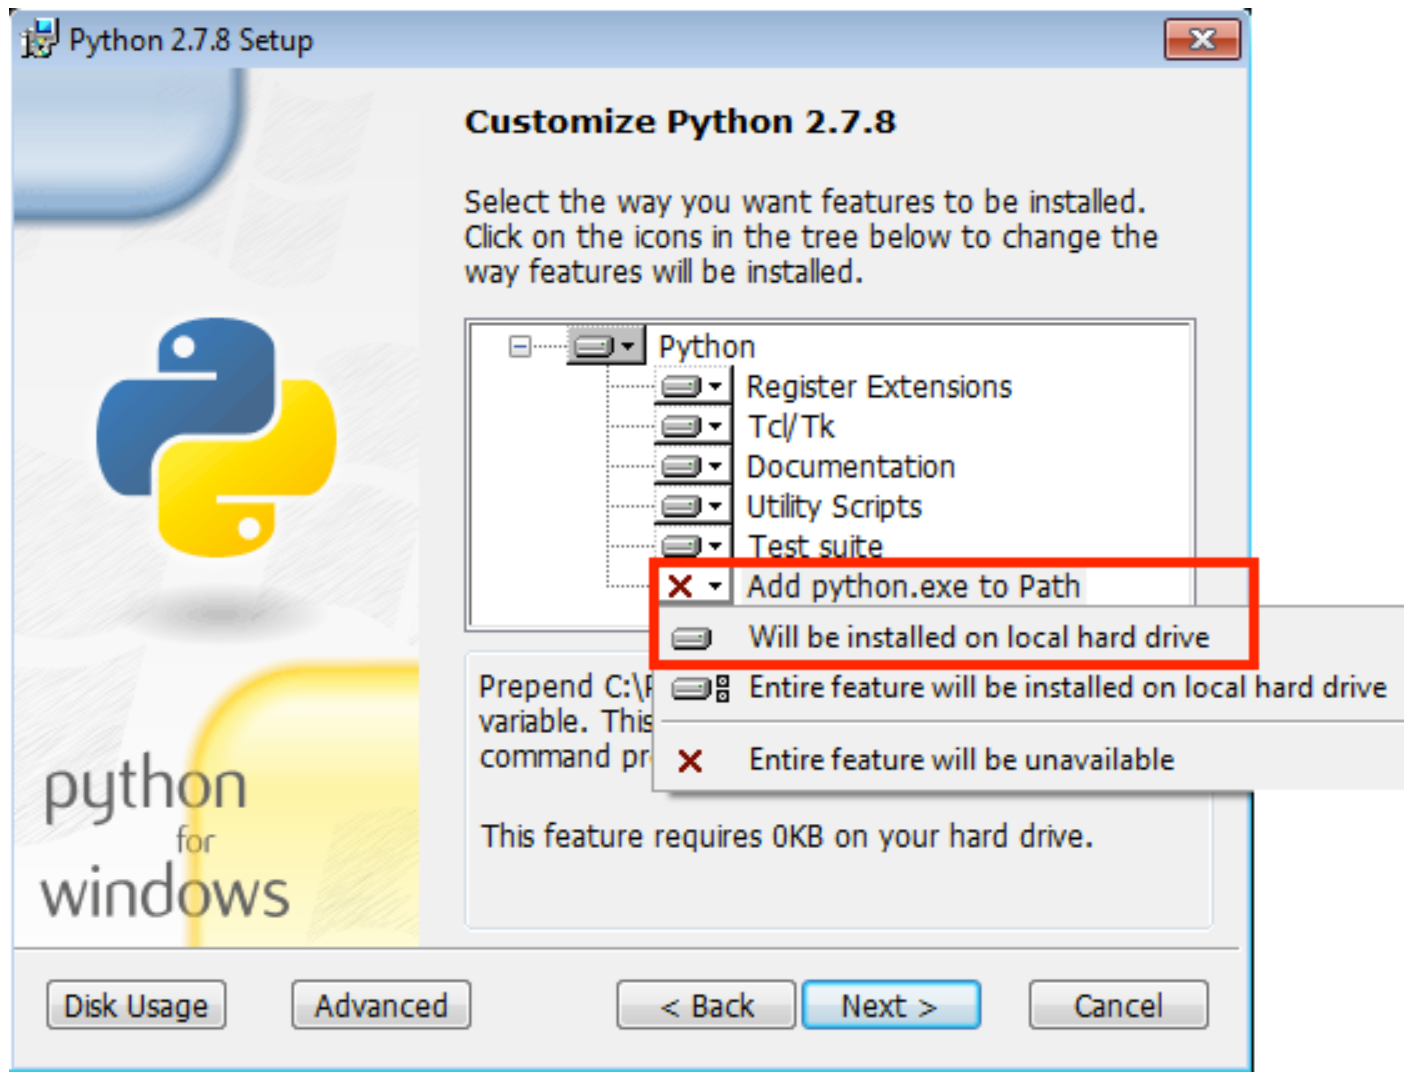 Python 2.7.8 Setup
Customize Python 2.7.8
Select the way you want features to be installed.
Click on the icons in the tree below to change the
way features will be installed.
Python
Register Extensions
Tcl/Tk
Documentation
Utility Scripts
Test suite
Add python.exe to Path
Will be installed on local hard drive
Entire feature will be installed on local hard drive
Entire feature will be unavailable
Prepend C:\
variable. This
command
This feature requires 0KB on your hard drive.
python
for
windows
Disk Usage
Advanced
< Back
Next >
Cancel